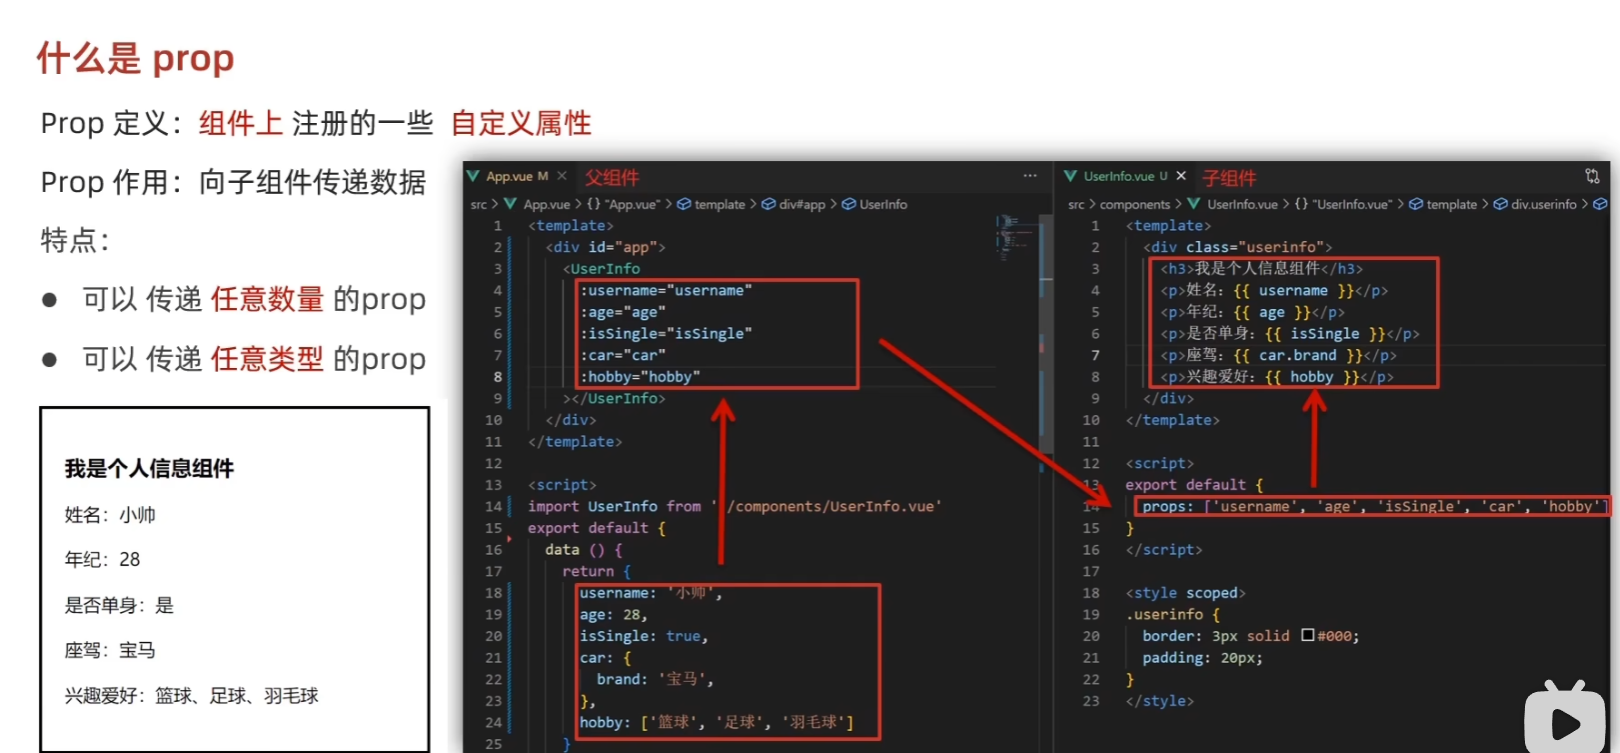 什么是 prop
Prop 定义：组件上 注册的一些 自定义属性
Prop 作用：向子组件传递数据
特点：
● 可以 传递 任意数量 的prop
● 可以 传递 任意类型 的prop
我是个人信息组件
姓名：小帅
年纪：28
是否单身：是
座驾：宝马
兴趣爱好：篮球、足球、羽毛球
App.vue M × 父组件 ···
src > App.vue > {} "App.vue" > template > div#app > UserInfo
1 <template>
2 <div id="app">
3 <UserInfo
4 :username="username"
5 :age="age"
6 :isSingle="isSingle"
7 :car="car"
8 :hobby="hobby"
9 ></UserInfo>
10 </div>
11 </template>
12
13 <script>
14 import UserInfo from './components/UserInfo.vue'
15 export default {
16 data () {
17 return {
18 username: '小帅',
19 age: 28,
20 isSingle: true,
21 car: {
22 brand: '宝马',
23 },
24 hobby: ['篮球', '足球', '羽毛球']
25 }
UserInfo.vue U × 子组件
src > components > UserInfo.vue > {} "UserInfo.vue" > template > div.userinfo >
1 <template>
2 <div class="userinfo">
3 <h3>我是个人信息组件</h3>
4 <p>姓名：{{ username }}</p>
5 <p>年纪：{{ age }}</p>
6 <p>是否单身：{{ isSingle }}</p>
7 <p>座驾：{{ car.brand }}</p>
8 <p>兴趣爱好：{{ hobby }}</p>
9 </div>
10 </template>
11
12 <script>
13 export default {
14 props: ['username', 'age', 'isSingle', 'car', 'hobby']
15 }
16 </script>
17
18 <style scoped>
19 .userinfo {
20 border: 3px solid #000;
21 padding: 20px;
22 }
23 </style>